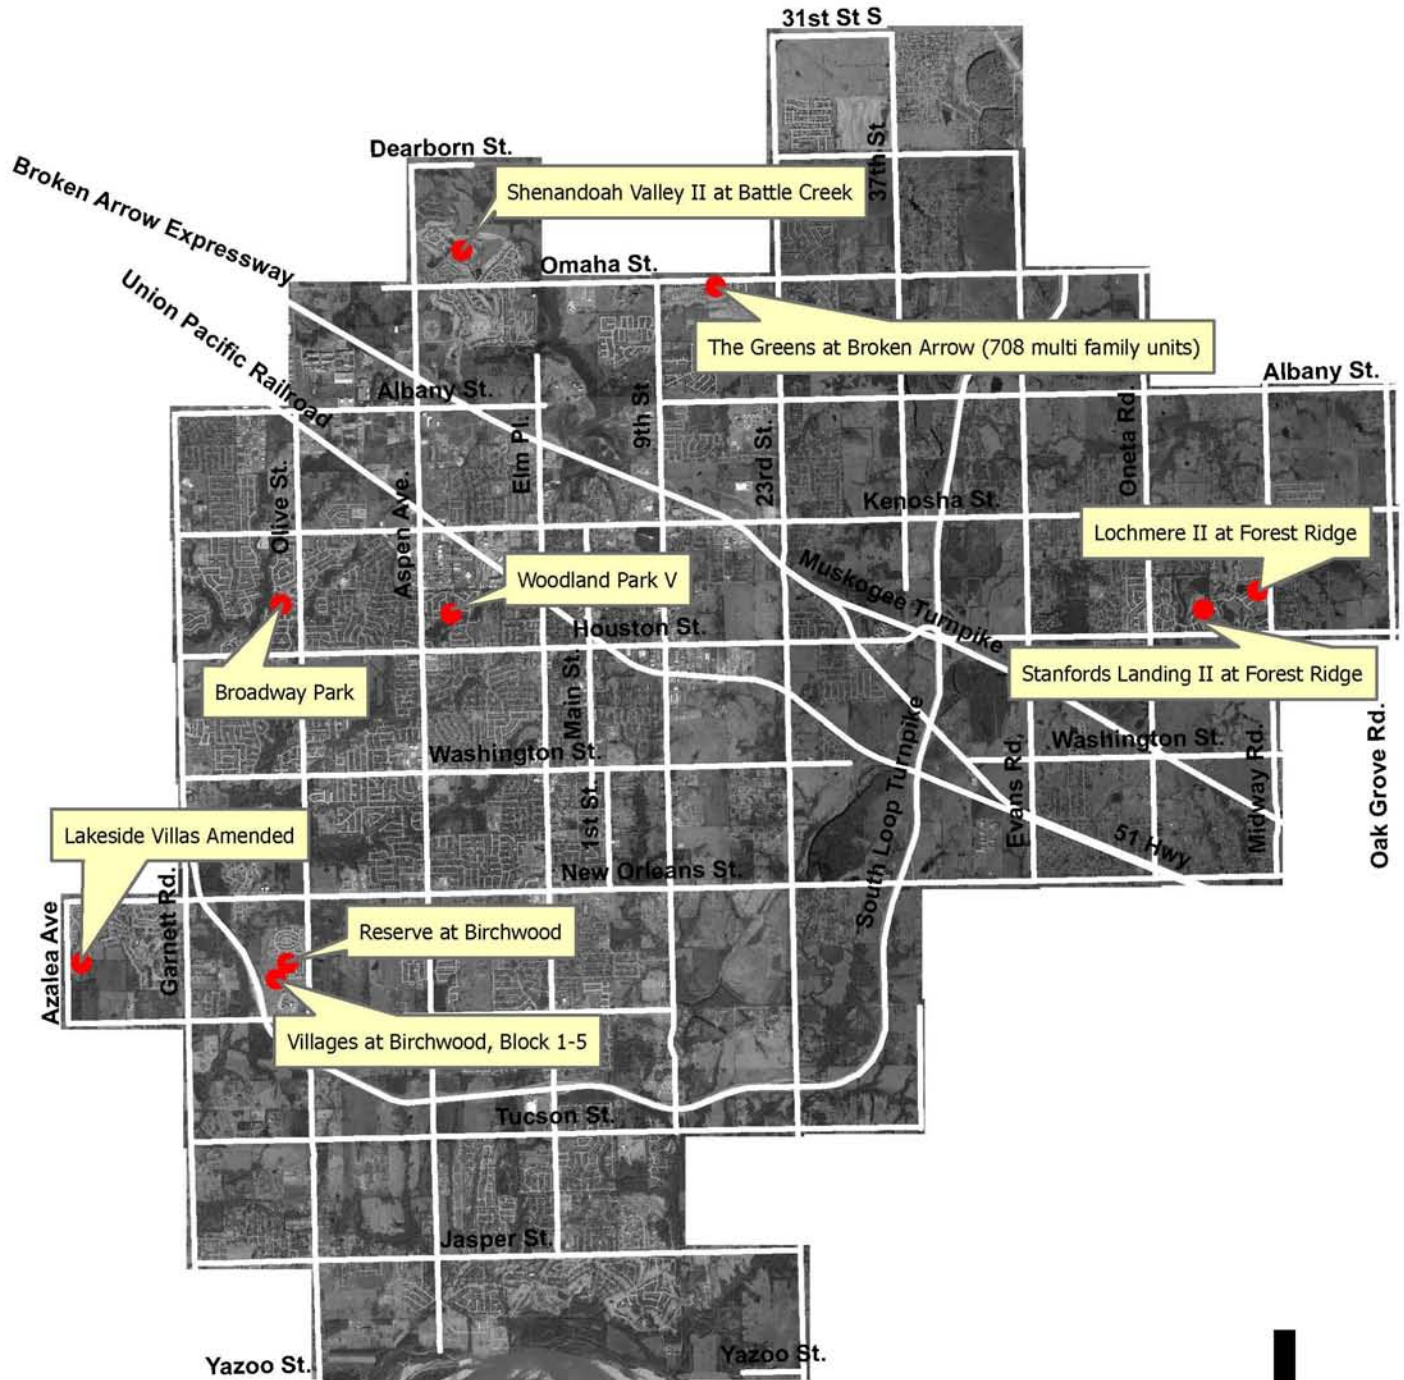 31st St S
Dearborn St.
37th St.
Broken Arrow Expressway
Shenandoah Valley II at Battle Creek
Omaha St.
Union Pacific Railroad
The Greens at Broken Arrow (708 multi family units)
Albany St.
Albany St.
9th St
Elm Pl.
23rd St.
Oneta Rd.
Olive St.
Aspen Ave.
Kenosha St.
Lochmere II at Forest Ridge
Woodland Park V
Muskogee Turnpike
Houston St.
Stanfords Landing II at Forest Ridge
Broadway Park
Main St.
Washington St.
Washington St.
South Loop Turnpike
Evans Rd.
Midway Rd.
Oak Grove Rd.
Lakeside Villas Amended
1st St.
51 Hwy
New Orleans St.
Garnett Rd.
Azalea Ave
Reserve at Birchwood
Villages at Birchwood, Block 1-5
Tucson St.
Jasper St.
Yazoo St.
Yazoo St.